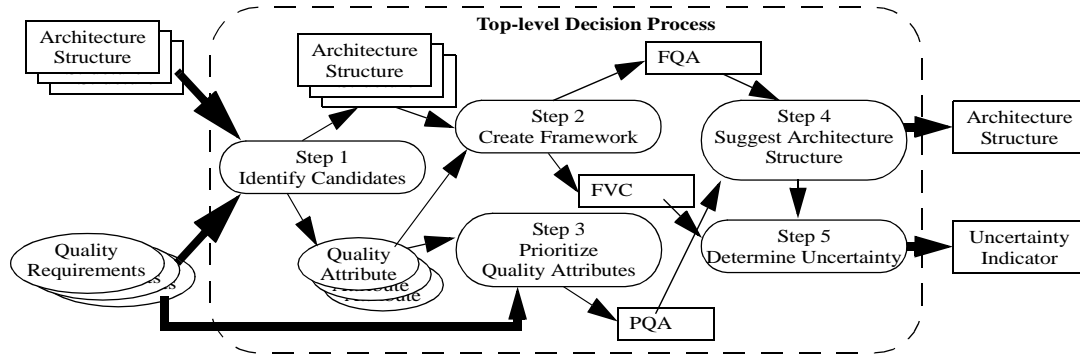 Top-level Decision Process
Architecture
Structure
Architecture
Structure
FQA
Step 1
Identify Candidates
Step 2
Create Framework
Step 4
Suggest Architecture
Structure
Architecture
Structure
FVC
Quality
Requirements
Quality
Attribute
Attribute
Step 3
Prioritize
Quality Attributes
Step 5
Determine Uncertainty
Uncertainty
Indicator
PQA